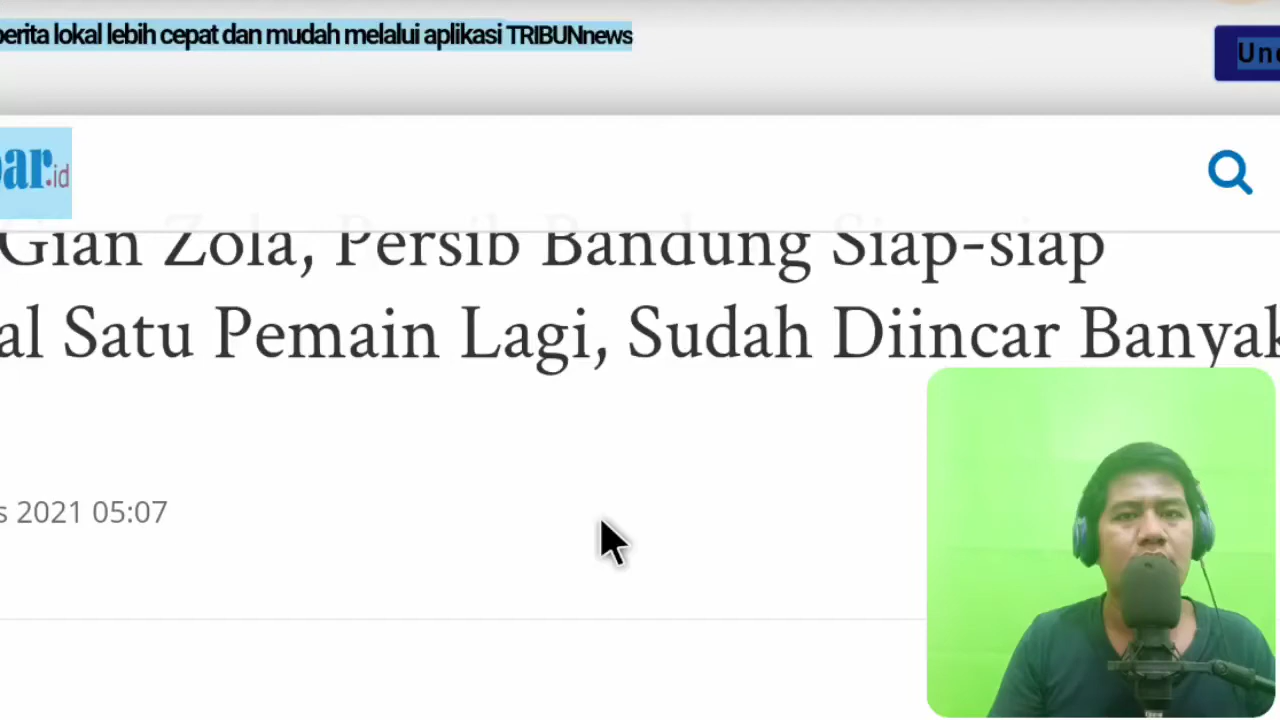 berita lokal lebih cepat dan mudah melalui aplikasi TRIBUNnews
ar.id
Gian Zola, Persib Bandung Siap-siap
al Satu Pemain Lagi, Sudah Diincar Banyak
s 2021 05:07